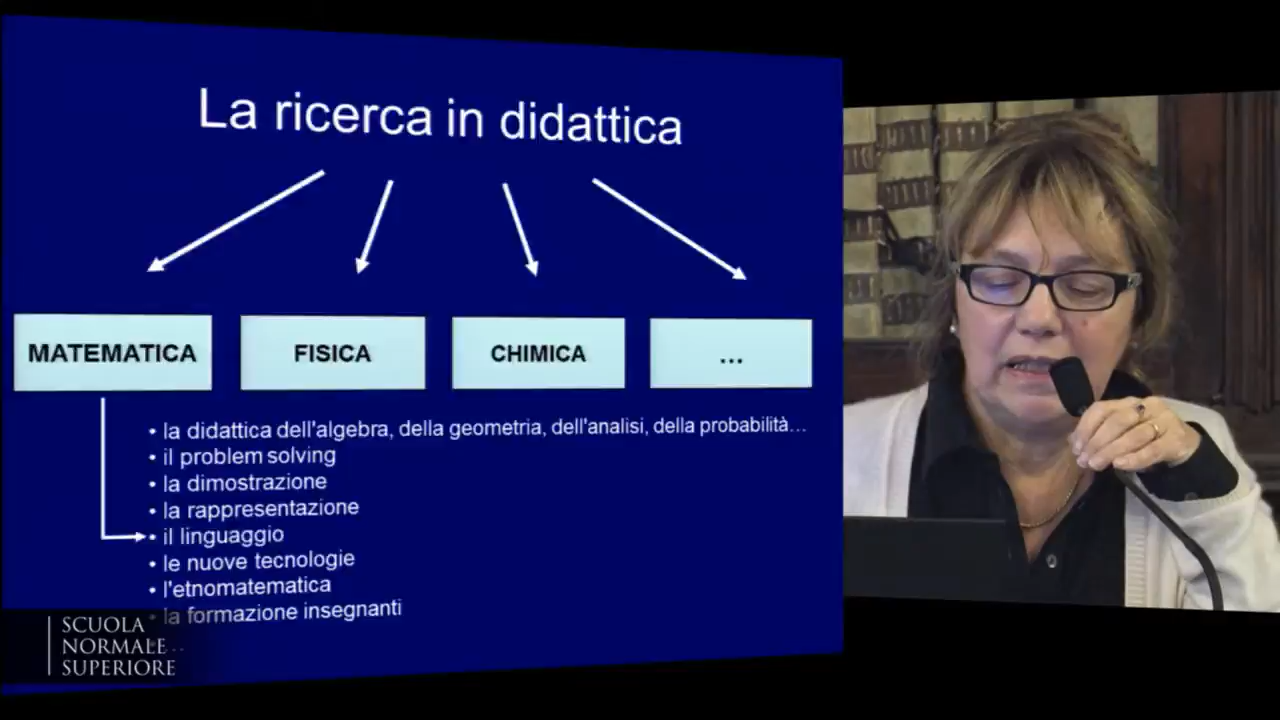 La ricerca in didattica
MATEMATICA
FISICA
CHIMICA
...
• la didattica dell'algebra, della geometria, dell'analisi, della probabilità...
• il problem solving
• la dimostrazione
• la rappresentazione
• il linguaggio
• le nuove tecnologie
• l'etnomatematica
la formazione insegnanti
SCUOLA
NORMALE
SUPERIORE